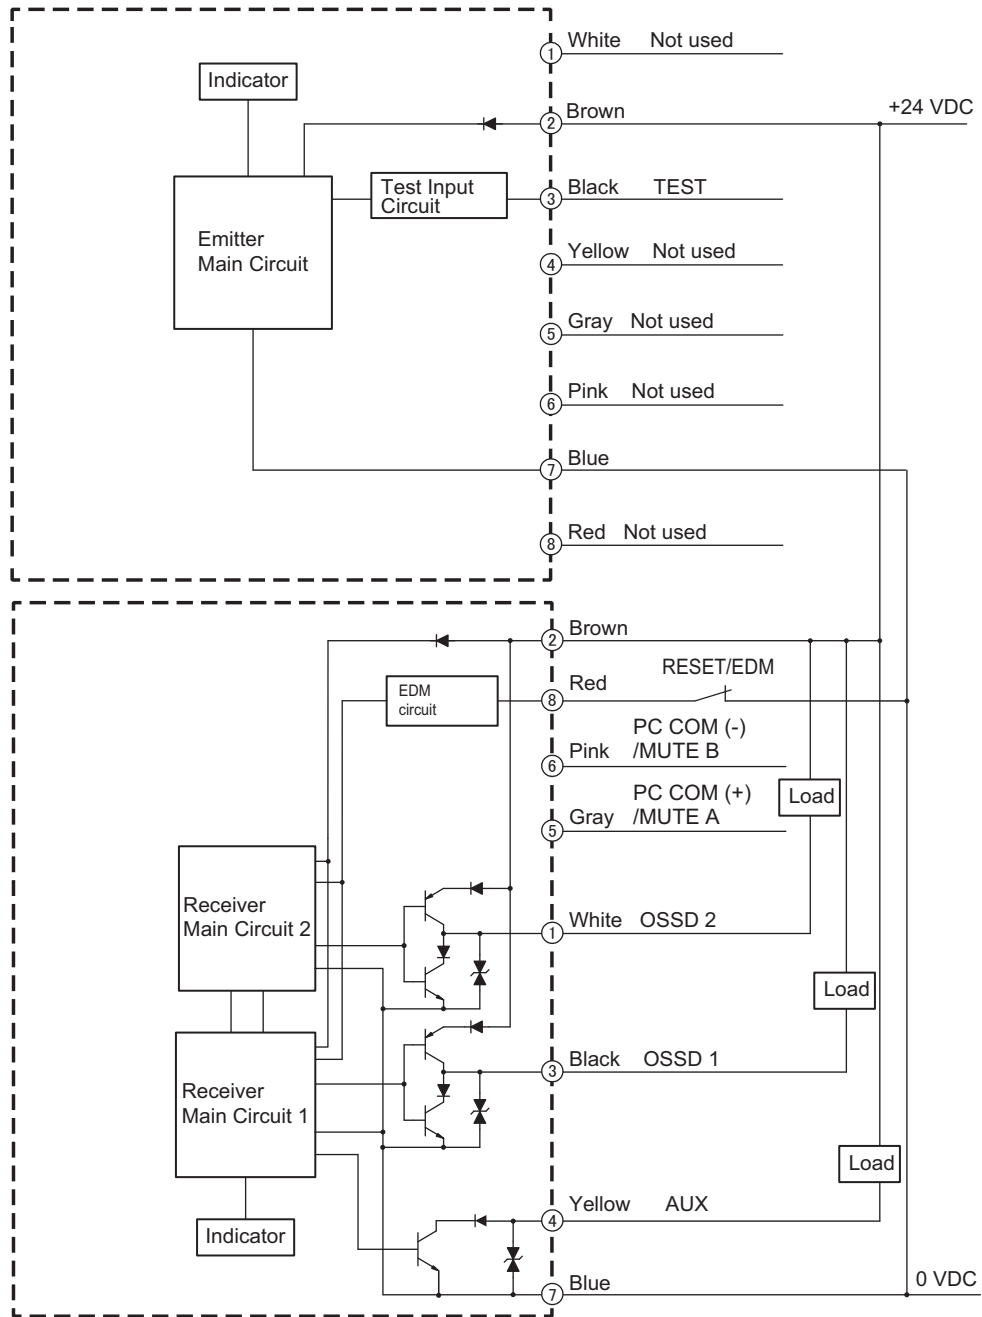 ① White Not used
Indicator
② Brown +24 VDC
Test Input
Circuit
③ Black TEST
Emitter
Main Circuit
④ Yellow Not used
⑤ Gray Not used
⑥ Pink Not used
⑦ Blue
⑧ Red Not used
② Brown
RESET/EDM
EDM
circuit
⑧ Red
PC COM (-)
⑥ Pink /MUTE B
Load
PC COM (+)
⑤ Gray /MUTE A
Receiver
Main Circuit 2
① White OSSD 2
Load
③ Black OSSD 1
Receiver
Main Circuit 1
Load
④ Yellow AUX
Indicator
⑦ Blue 0 VDC